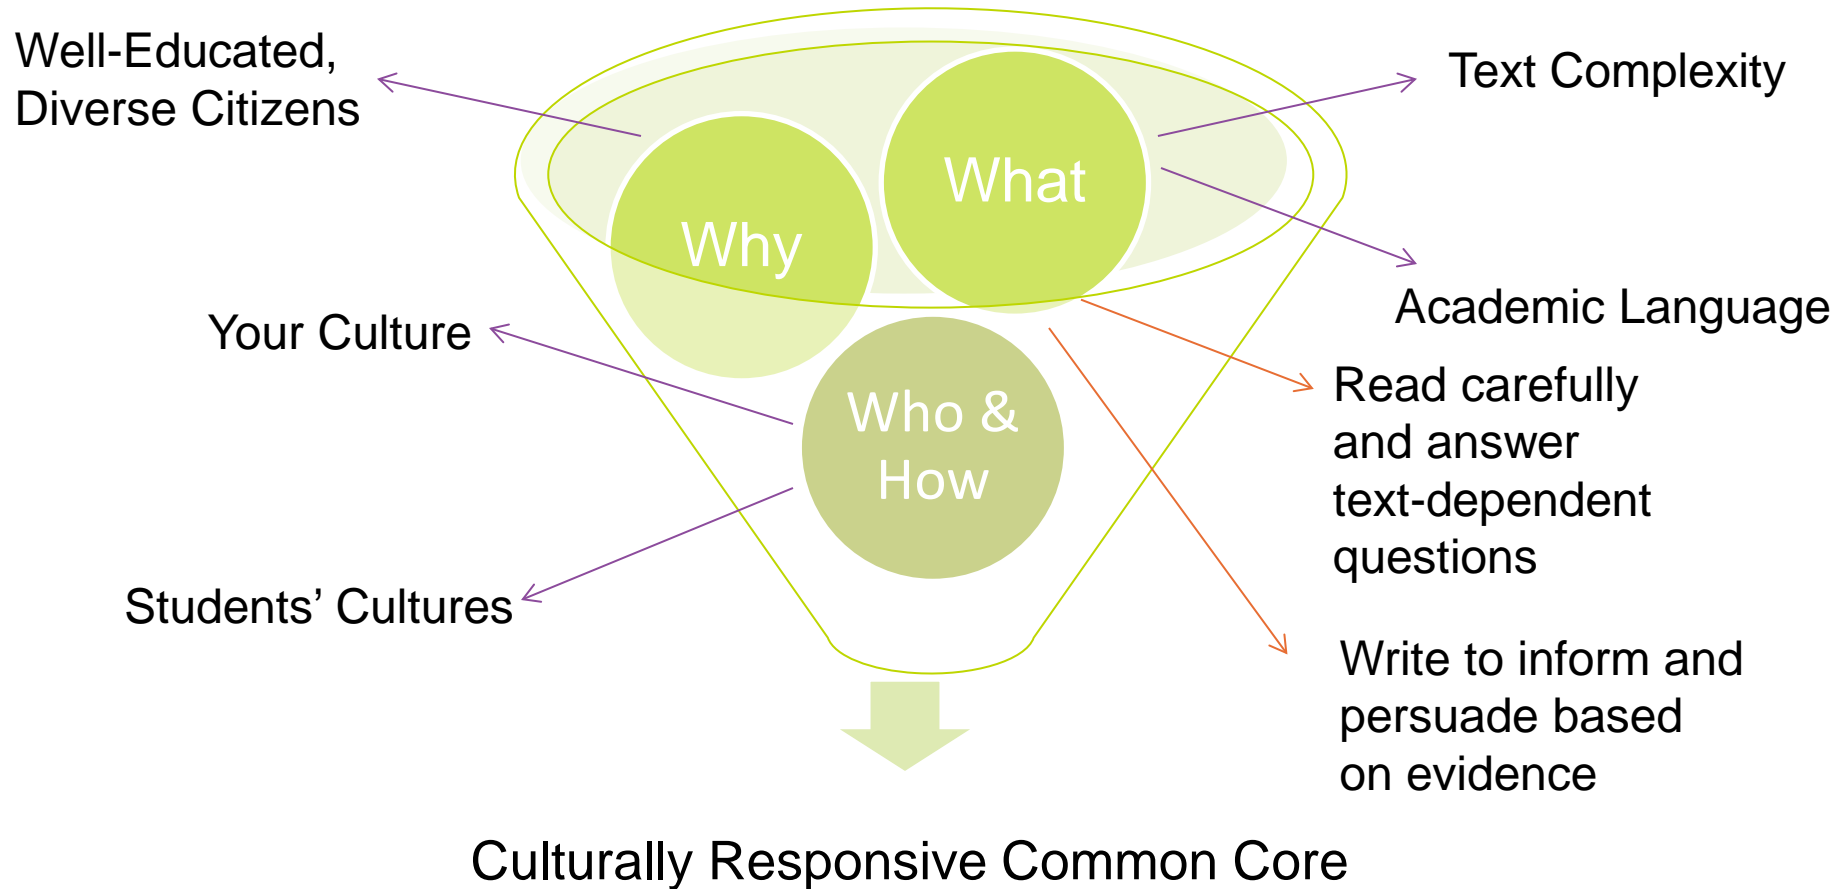 Well-Educated,
Diverse Citizens
Text Complexity
What
Why
Academic Language
Your Culture
Read carefully
and answer
text-dependent
questions
Who &
How
Students’ Cultures
Write to inform and
persuade based
on evidence
Culturally Responsive Common Core